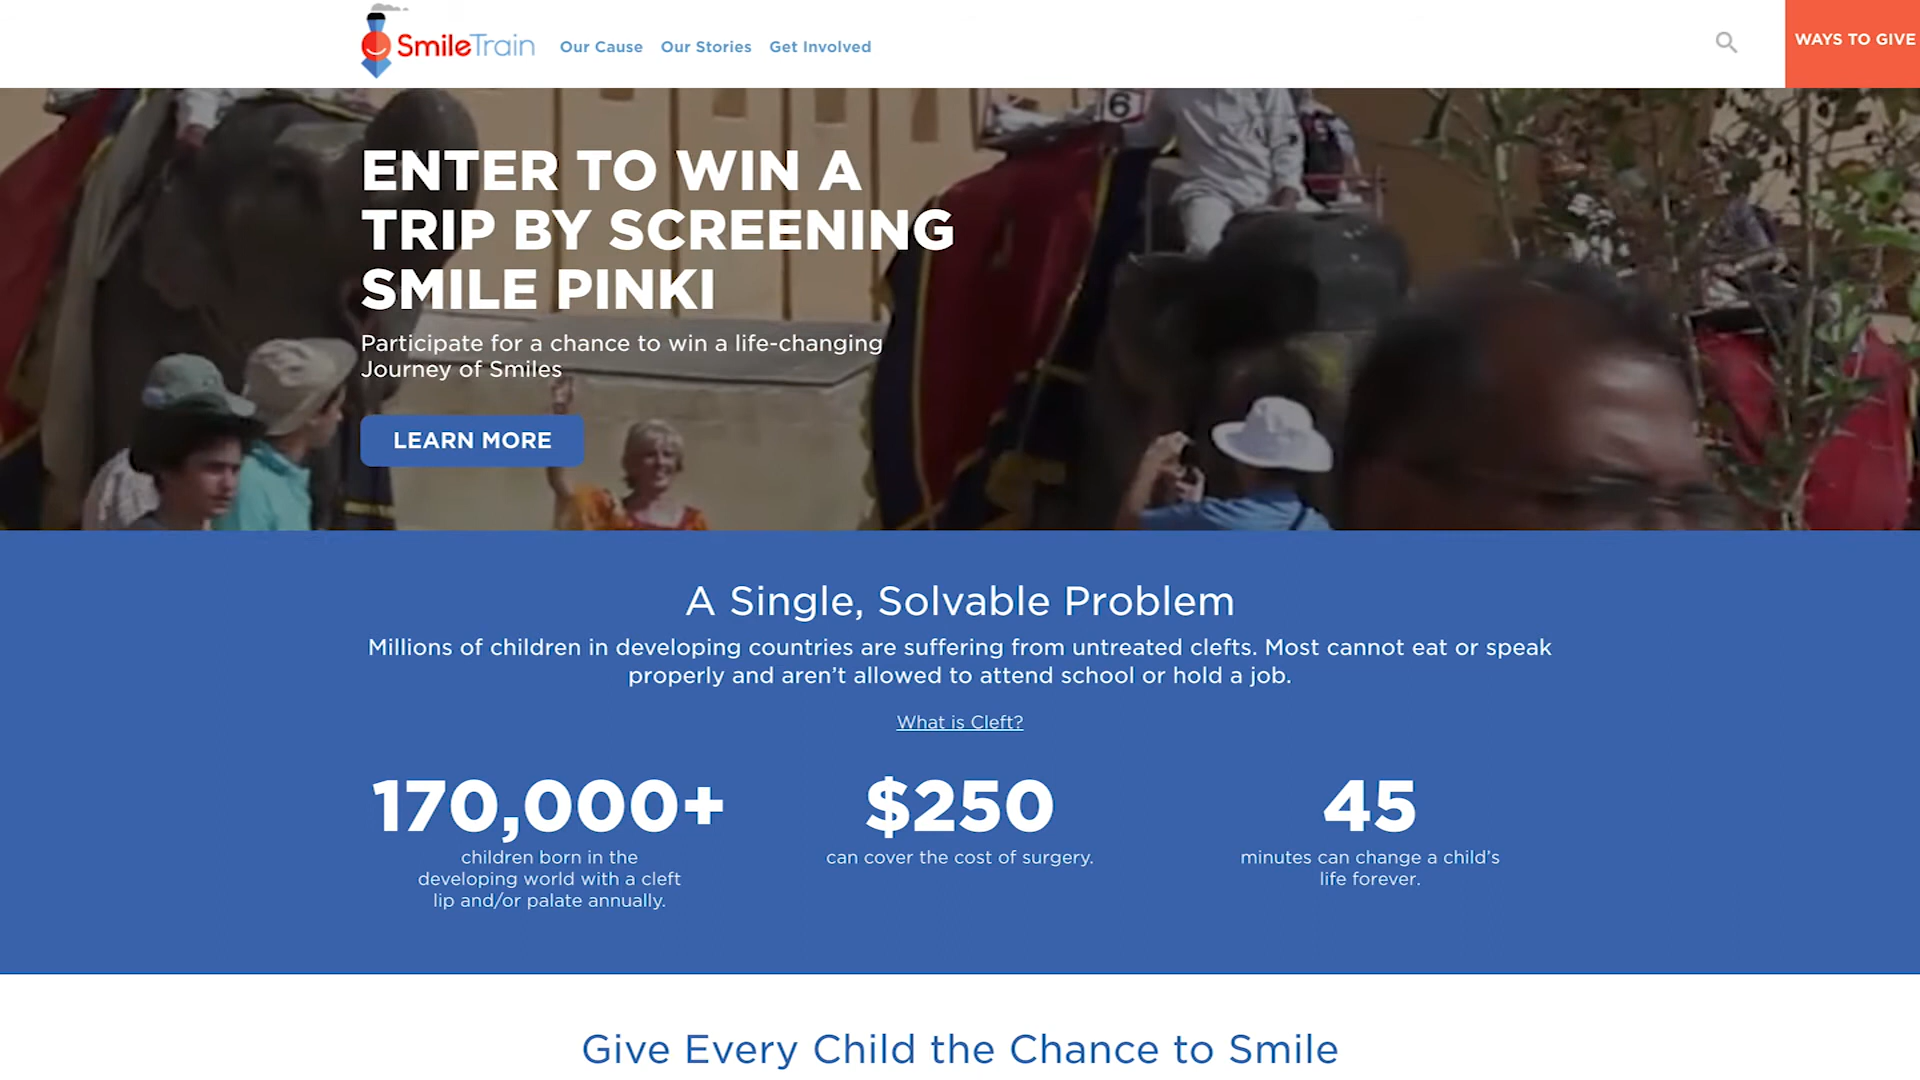 SmileTrain
Our Cause
Our Stories
Get Involved
WAYS TO GIVE
6
ENTER TO WIN A
TRIP BY SCREENING
SMILE PINKI
Participate for a chance to win a life-changing
Journey of Smiles
LEARN MORE
A Single, Solvable Problem
Millions of children in developing countries are suffering from untreated clefts. Most cannot eat or speak
properly and aren’t allowed to attend school or hold a job.
What is Cleft?
170,000+
children born in the
developing world with a cleft
lip and/or palate annually.
$250
can cover the cost of surgery.
45
minutes can change a child’s
life forever.
Give Every Child the Chance to Smile